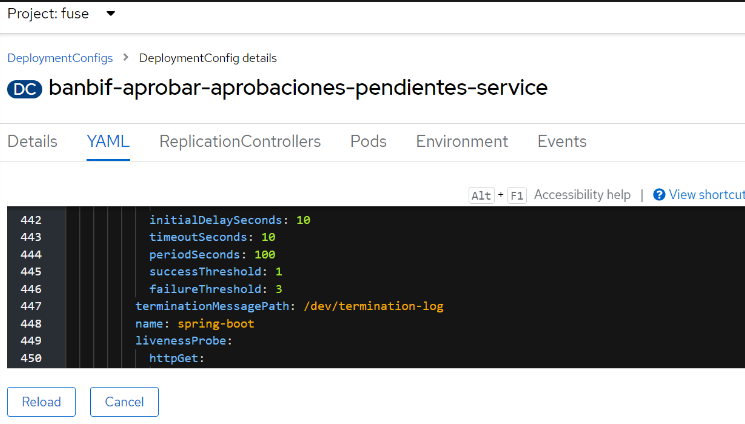 Project: fuse
DeploymentConfigs > DeploymentConfig details
DC banbif-aprobar-aprobaciones-pendientes-service
Details YAML ReplicationControllers Pods Environment Events
Alt + F1 Accessibility help | ? View shortcut
442 initialDelaySeconds: 10
443 timeoutSeconds: 10
444 periodSeconds: 100
445 successThreshold: 1
446 failureThreshold: 3
447 terminationMessagePath: /dev/termination-log
448 name: spring-boot
449 livenessProbe:
450 httpGet:
Reload Cancel